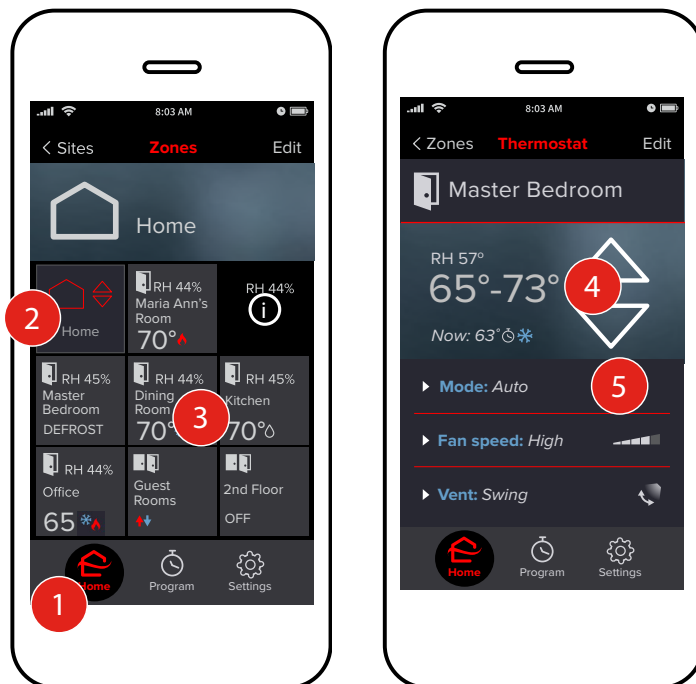 8:03 AM
< Sites Zones Edit
Home
2
Home
RH 44%
Maria Ann's
Room
70°
RH 44%
i
RH 45%
Master
Bedroom
DEFROST
RH 44%
Dining
Room
70°
3
RH 45%
Kitchen
70°
RH 44%
Office
65
Guest
Rooms
2nd Floor
OFF
1
Home Program Settings
8:03 AM
< Zones Thermostat Edit
Master Bedroom
RH 57°
65°-73°
4
Now: 63°
5
Mode: Auto
Fan speed: High
Vent: Swing
Home Program Settings